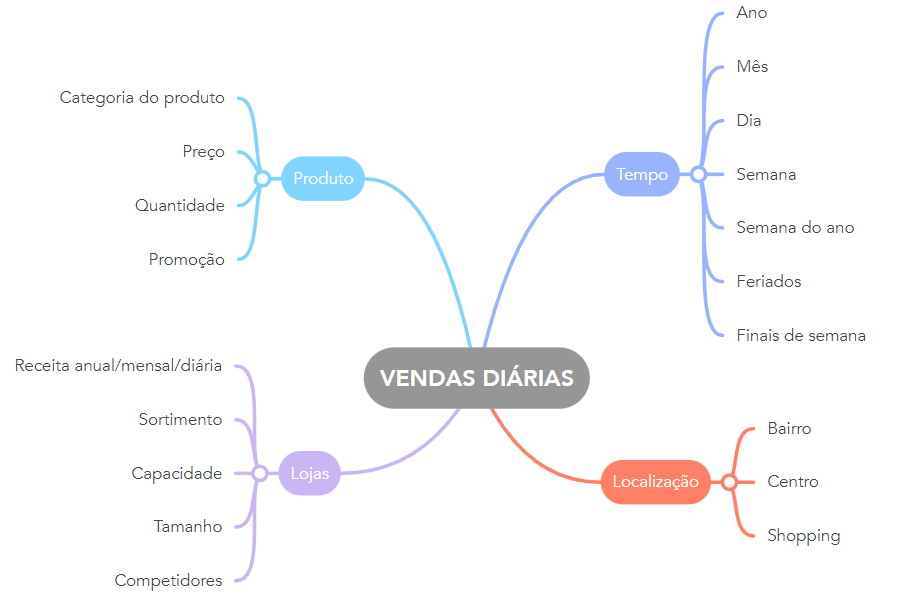 VENDAS DIÁRIAS
Produto
Categoria do produto
Preço
Quantidade
Promoção
Tempo
Ano
Mês
Dia
Semana
Semana do ano
Feriados
Finais de semana
Lojas
Receita anual/mensal/diária
Sortimento
Capacidade
Tamanho
Competidores
Localização
Bairro
Centro
Shopping